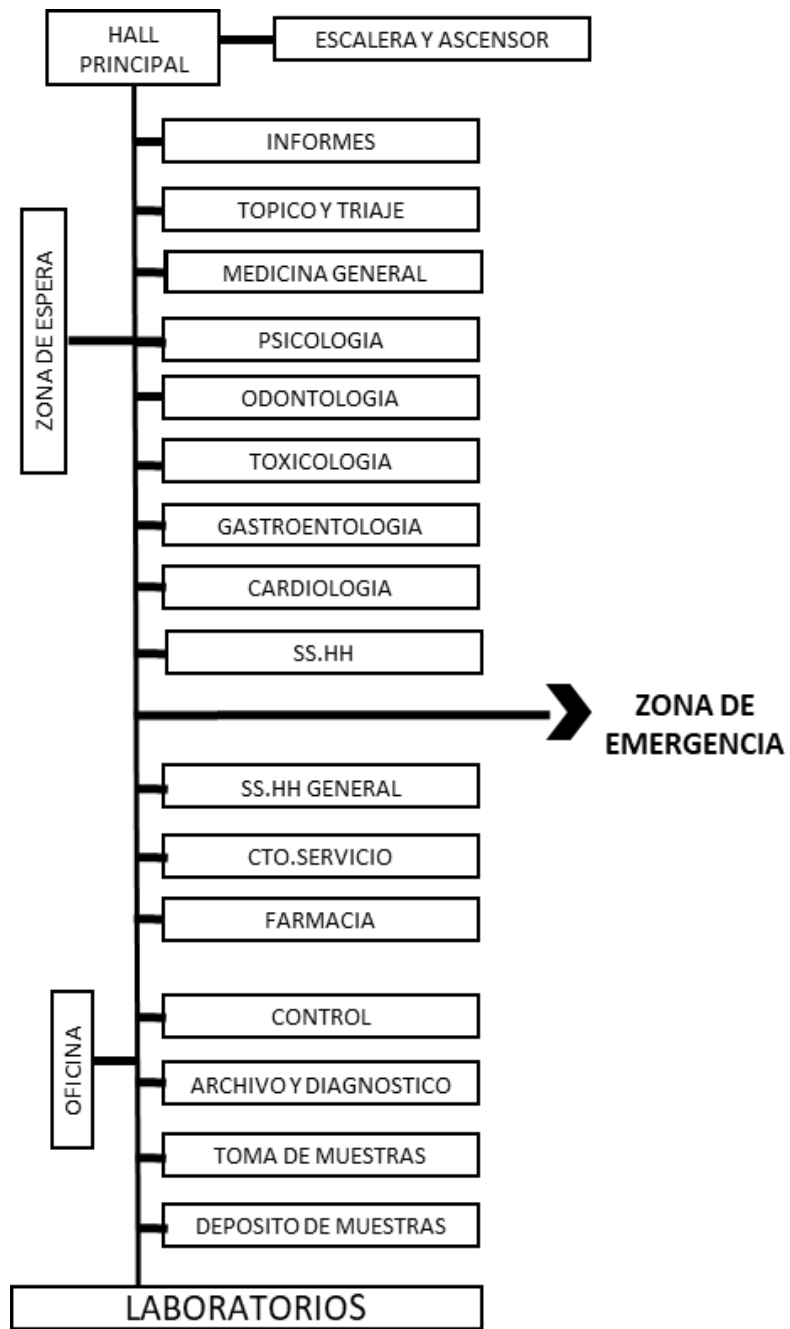 HALL
PRINCIPAL
ESCALERA Y ASCENSOR
INFORMES
TOPICO Y TRIAJE
MEDICINA GENERAL
ZONA DE ESPERA
PSICOLOGIA
ODONTOLOGIA
TOXICOLOGIA
GASTROENTOLOGIA
CARDIOLOGIA
SS.HH
ZONA DE
EMERGENCIA
SS.HH GENERAL
CTO.SERVICIO
FARMACIA
CONTROL
OFICINA
ARCHIVO Y DIAGNOSTICO
TOMA DE MUESTRAS
DEPOSITO DE MUESTRAS
LABORATORIOS